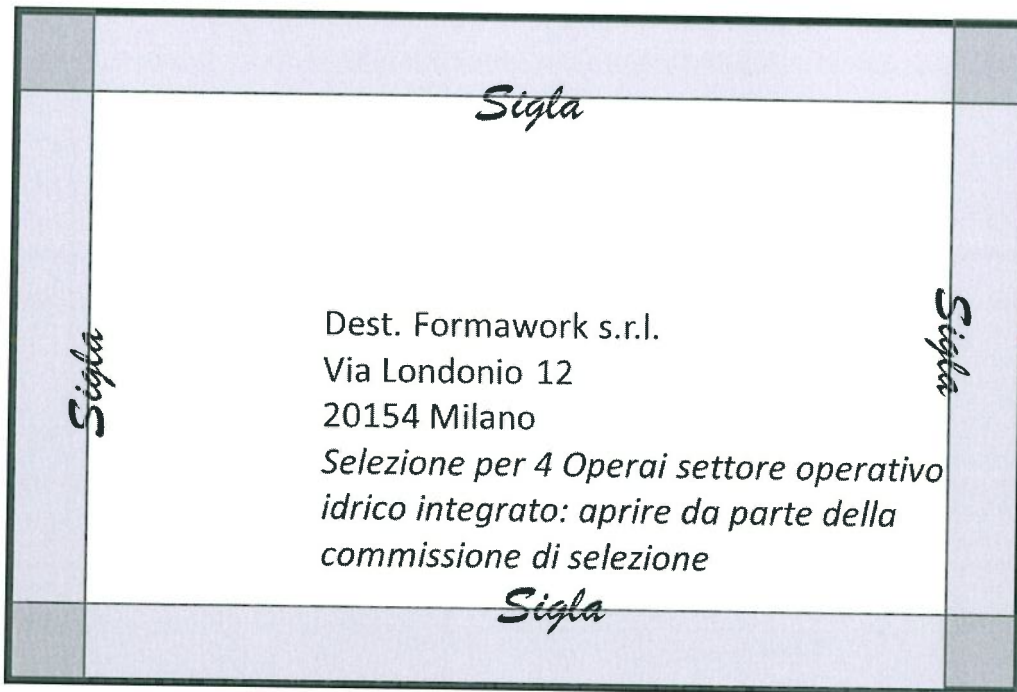 Sigla
Sigla
Sigla
Dest. Formawork s.r.l.
Via Londonio 12
20154 Milano
Selezione per 4 Operai settore operativo
idrico integrato: aprire da parte della
commissione di selezione
Sigla